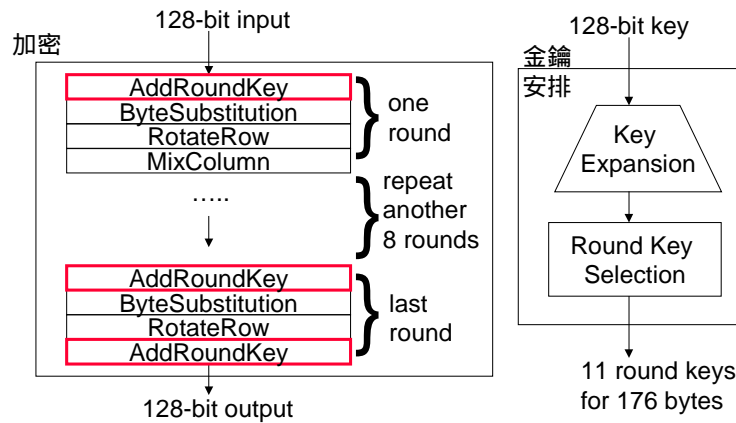 128-bit input
加密
AddRoundKey
ByteSubstitution
RotateRow
MixColumn
one
round
…..
repeat
another
8 rounds
AddRoundKey
ByteSubstitution
RotateRow
AddRoundKey
last
round
128-bit output
128-bit key
金鑰
安排
Key
Expansion
Round Key
Selection
11 round keys
for 176 bytes